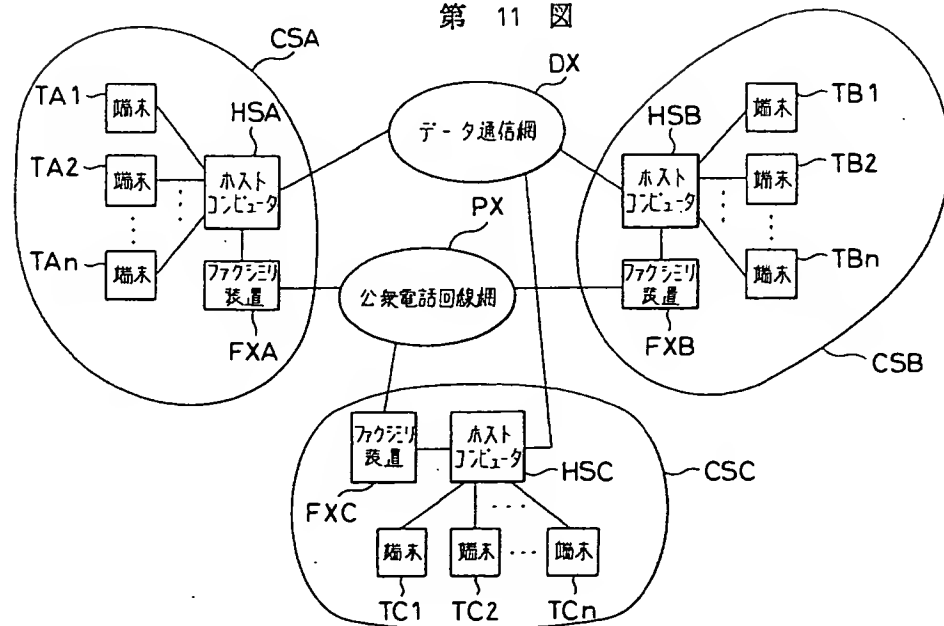 第 11 図
CSA
TA1
端末
HSA
TA2
端末
ホスト
コンピュータ
TAn
端末
ファクシミリ
装置
FXA
DX
データ通信網
PX
公衆電話回線網
HSB
ホスト
コンピュータ
端末
TB1
端末
TB2
端末
TBn
ファクシミリ
装置
FXB
CSB
ファクシミリ
装置
FXC
ホスト
コンピュータ
HSC
CSC
端末
端末
端末
TC1
TC2
TCn